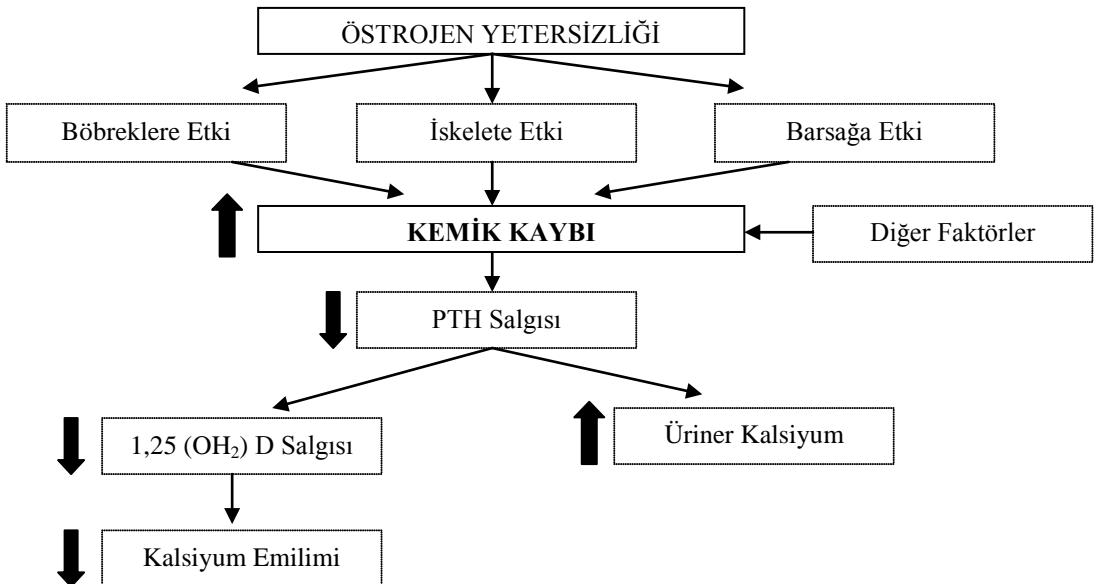 ÖSTROJEN YETERSİZLİĞİ
Böbreklere Etki
İskelete Etki
Barsağa Etki
KEMİK KAYBI
Diğer Faktörler
PTH Salgısı
1,25 (OH₂) D Salgısı
Üriner Kalsiyum
Kalsiyum Emilimi